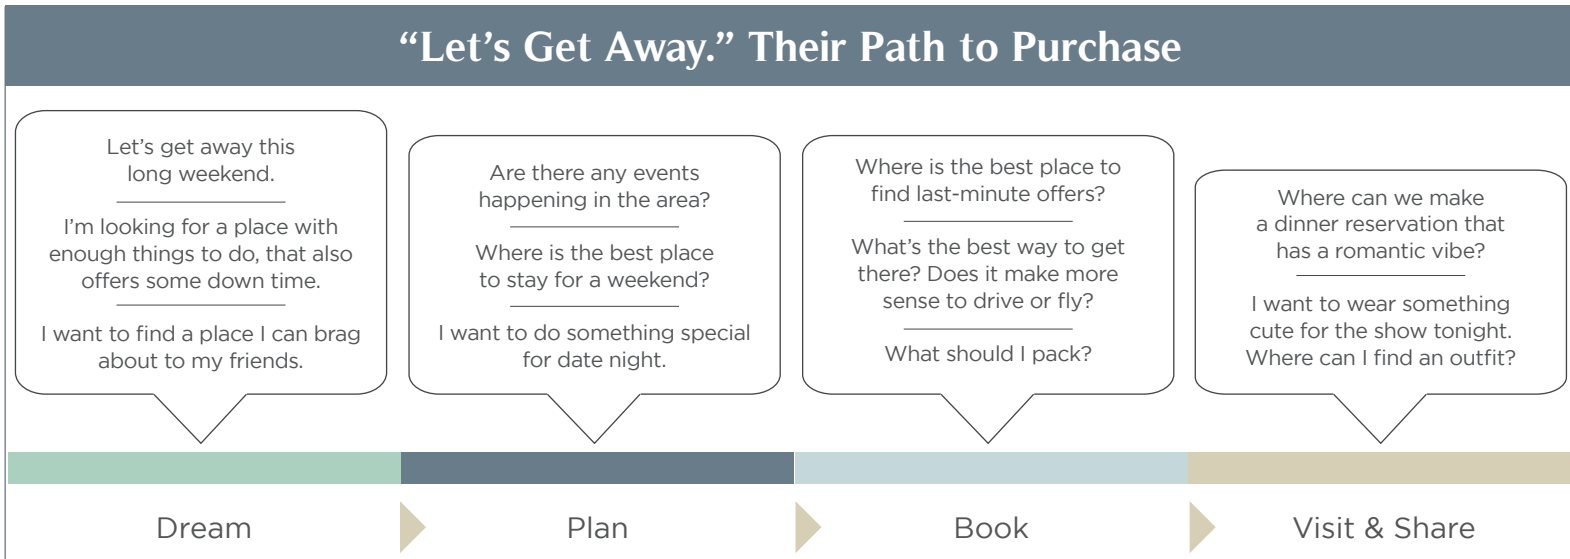 “Let’s Get Away.” Their Path to Purchase
Let’s get away this
long weekend.
I’m looking for a place with
enough things to do, that also
offers some down time.
I want to find a place I can brag
about to my friends.
Are there any events
happening in the area?
Where is the best place
to stay for a weekend?
I want to do something special
for date night.
Where is the best place to
find last-minute offers?
What’s the best way to get
there? Does it make more
sense to drive or fly?
What should I pack?
Where can we make
a dinner reservation that
has a romantic vibe?
I want to wear something
cute for the show tonight.
Where can I find an outfit?
Dream
Plan
Book
Visit & Share